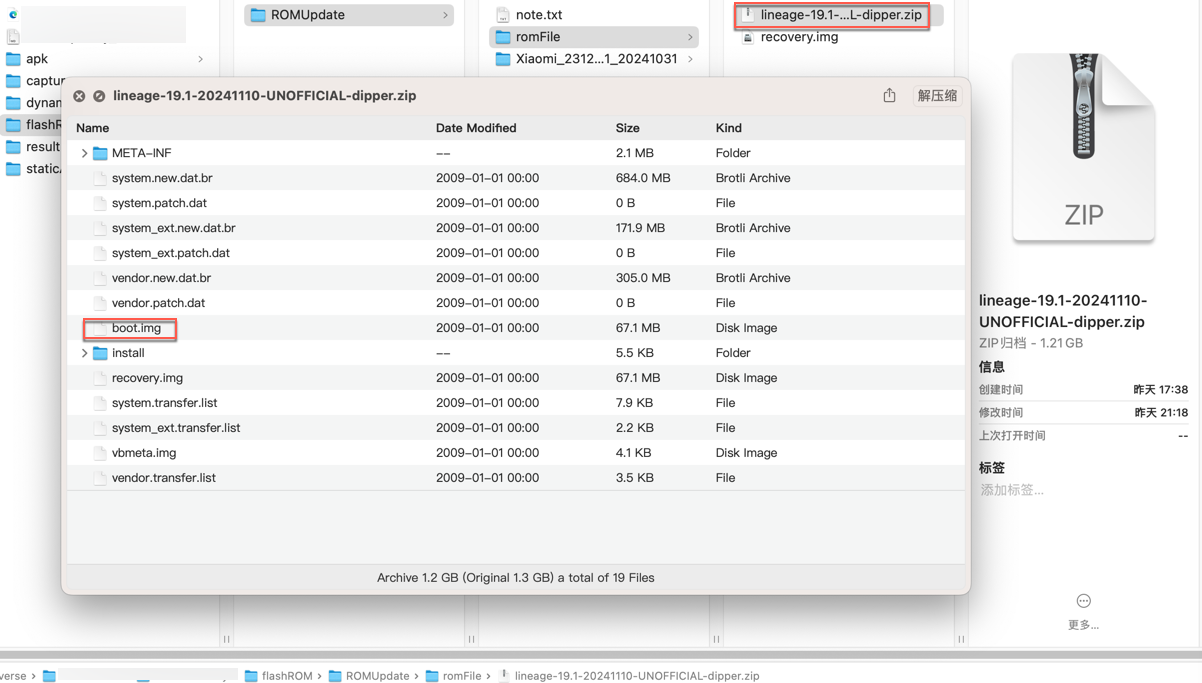 ROMUpdate
note.txt
lineage-19.1-...L-dipper.zip
romFile
recovery.img
apk
Xiaomi_2312...1_20241031
captu
dynam
flashR
result
static
lineage-19.1-20241110-UNOFFICIAL-dipper.zip
解压缩
Name Date Modified Size Kind
META-INF -- 2.1 MB Folder
system.new.dat.br 2009-01-01 00:00 684.0 MB Brotli Archive
system.patch.dat 2009-01-01 00:00 0 B File
system_ext.new.dat.br 2009-01-01 00:00 171.9 MB Brotli Archive
system_ext.patch.dat 2009-01-01 00:00 0 B File
vendor.new.dat.br 2009-01-01 00:00 305.0 MB Brotli Archive
vendor.patch.dat 2009-01-01 00:00 0 B File
boot.img 2009-01-01 00:00 67.1 MB Disk Image
install -- 5.5 KB Folder
recovery.img 2009-01-01 00:00 67.1 MB Disk Image
system.transfer.list 2009-01-01 00:00 7.9 KB File
system_ext.transfer.list 2009-01-01 00:00 2.2 KB File
vbmeta.img 2009-01-01 00:00 4.1 KB Disk Image
vendor.transfer.list 2009-01-01 00:00 3.5 KB File
Archive 1.2 GB (Original 1.3 GB) a total of 19 Files
ZIP
lineage-19.1-20241110-
UNOFFICIAL-dipper.zip
ZIP归档 - 1.21 GB
信息
创建时间 昨天 17:38
修改时间 昨天 21:18
上次打开时间 --
标签
添加标签...
更多...
verse › flashROM › ROMUpdate › romFile › lineage-19.1-20241110-UNOFFICIAL-dipper.zip